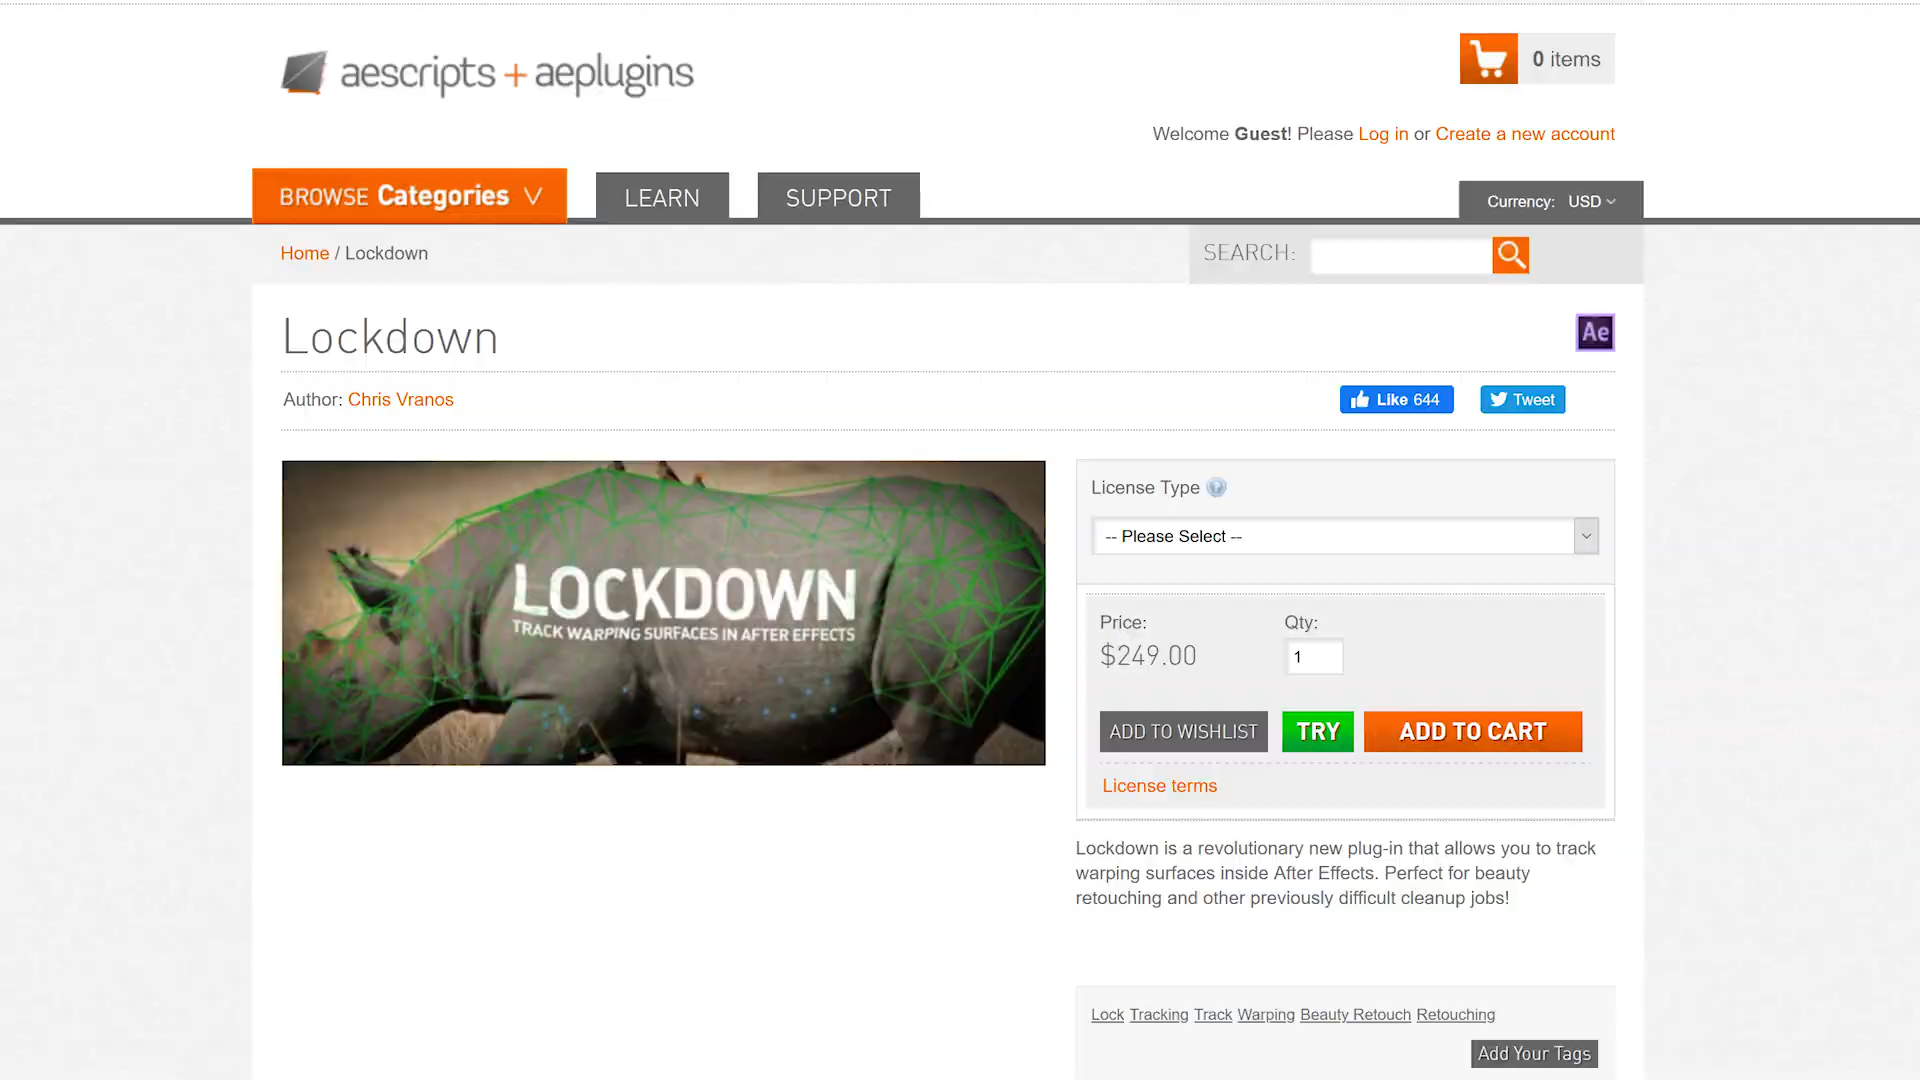 aescripts + aeplugins
0 items
Welcome Guest! Please Log in or Create a new account
BROWSE Categories
LEARN
SUPPORT
Currency: USD
Home / Lockdown
SEARCH:
Lockdown
Ae
Author: Chris Vranos
Like 644
Tweet
LOCKDOWN
TRACK WARPING SURFACES IN AFTER EFFECTS
License Type ?
-- Please Select --
Price:
Qty:
$249.00
1
ADD TO WISHLIST
TRY
ADD TO CART
License terms
Lockdown is a revolutionary new plug-in that allows you to track
warping surfaces inside After Effects. Perfect for beauty
retouching and other previously difficult cleanup jobs!
Lock Tracking Track Warping Beauty Retouch Retouching
Add Your Tags